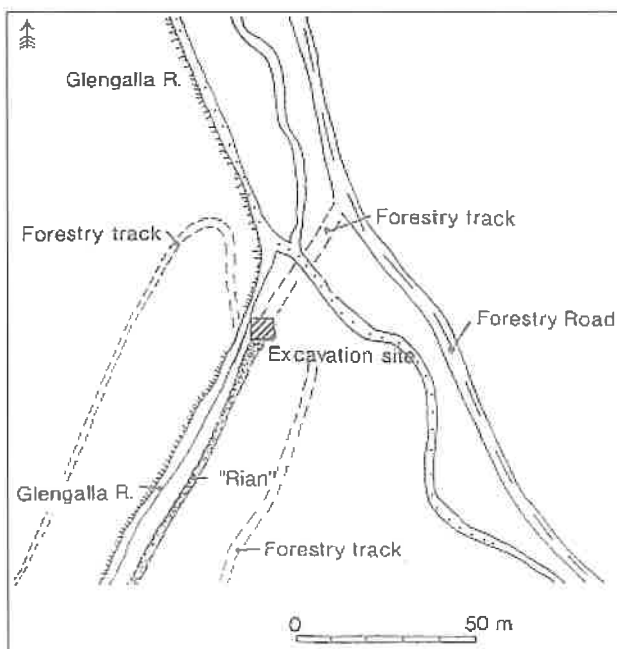 Glengalla R.
Forestry track
Forestry track
Forestry Road
Excavation site
"Rian"
Glengalla R.
Forestry track
0 50 m